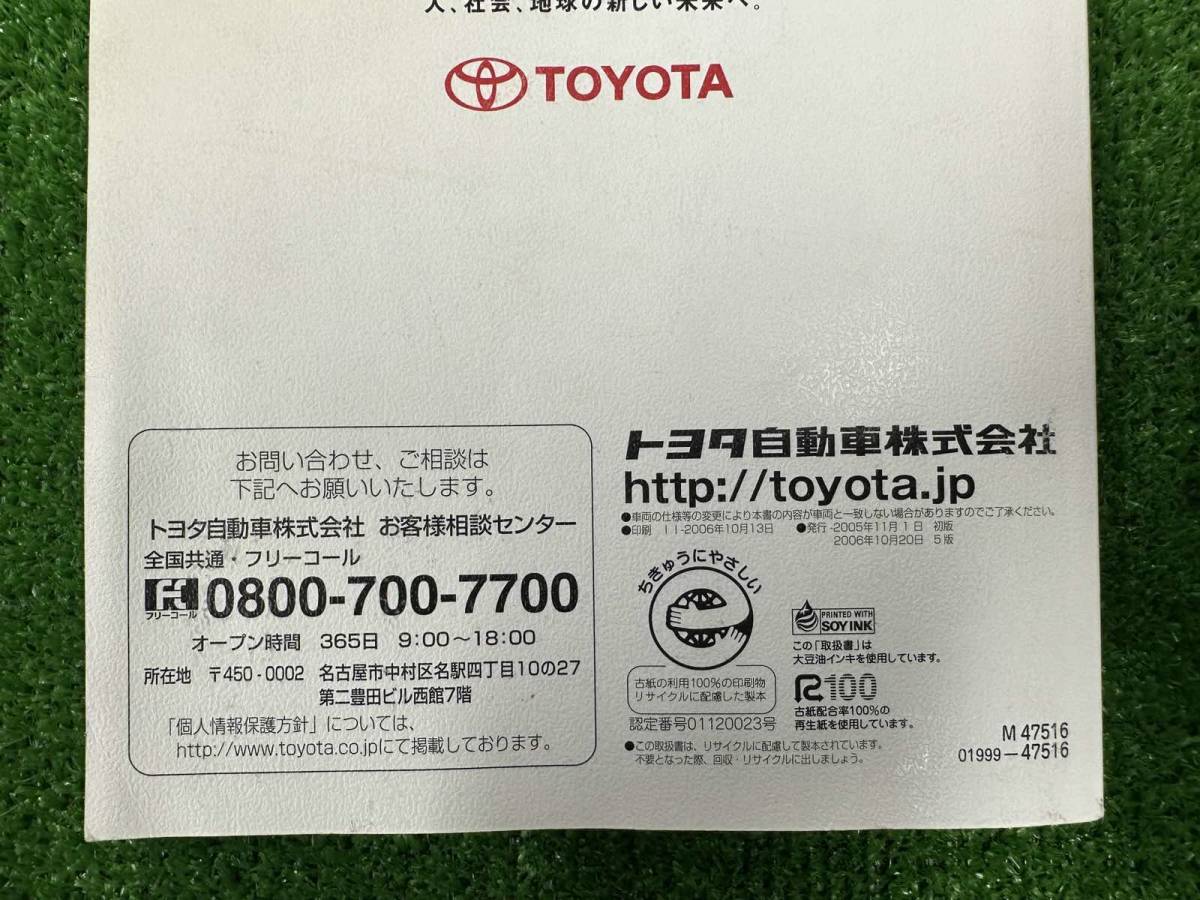 人、社会、地球の新しい未来へ。
TOYOTA
お問い合わせ、ご相談は
下記へお願いいたします。
トヨタ自動車株式会社 お客様相談センター
全国共通・フリーコール
フリーコール 0800-700-7700
オープン時間 365日 9:00～18:00
所在地 〒450-0002 名古屋市中村区名駅四丁目10の27
第二豊田ビル西館7階
「個人情報保護方針」については、
http://www.toyota.co.jpにて掲載しております。
トヨタ自動車株式会社
http://toyota.jp
●車両の仕様等の変更により本書の内容が車両と一致しない場合がありますのでご了承ください。
●印刷 11-2006年10月13日 ●発行-2005年11月1日 初版
2006年10月20日 5版
ちきゅうにやさしい
古紙の利用100%の印刷物
リサイクルに配慮した製本
認定番号01120023号
●この取扱書は、リサイクルに配慮して製本されています。
不要となった際、回収・リサイクルに出しましょう。
PRINTED WITH
SOY INK
この「取扱書」は
大豆油インキを使用しています。
R100
古紙配合率100%の
再生紙を使用しています。
M 47516
01999-47516